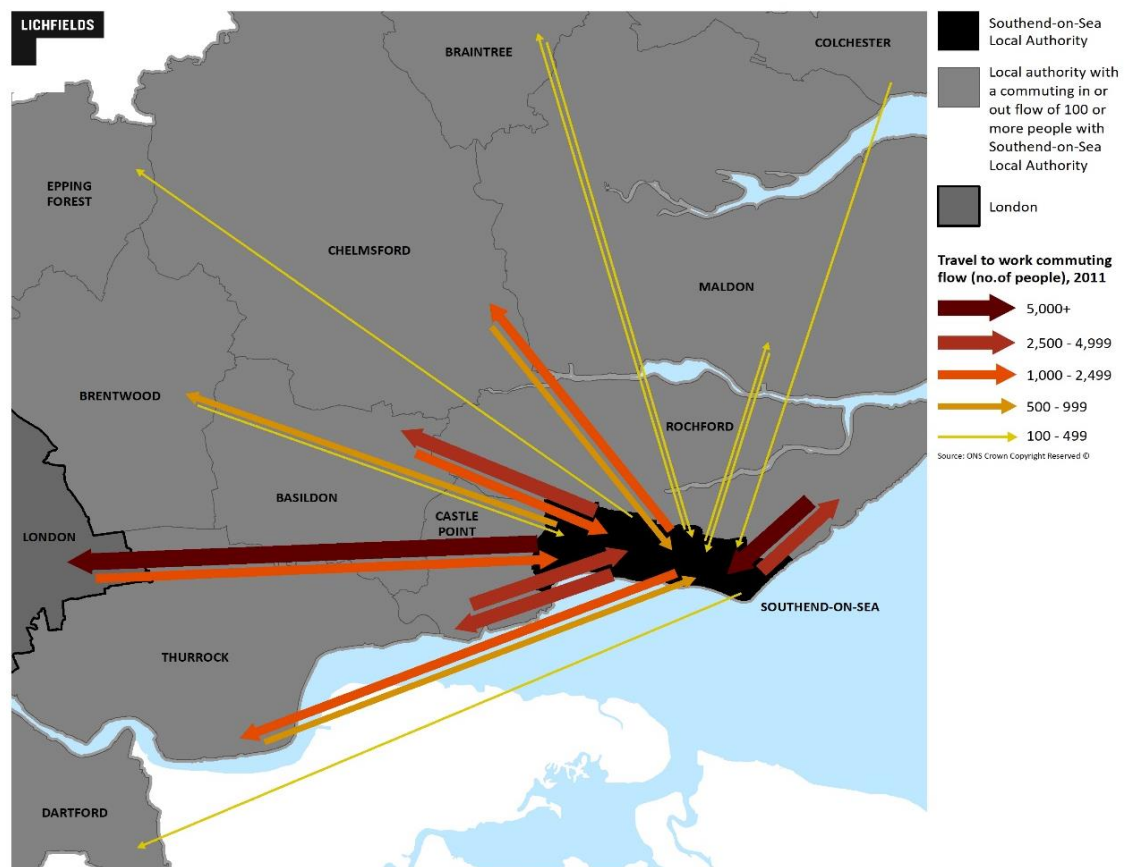 LICHFIELDS
BRAINTREE
COLCHESTER
EPPING
FOREST
CHELMSFORD
MALDON
BRENTWOOD
ROCHFORD
BASILDON
CASTLE
POINT
LONDON
SOUTHEND-ON-SEA
THURROCK
DARTFORD
Southend-on-Sea
Local Authority
Local authority with
a commuting in or
out flow of 100 or
more people with
Southend-on-Sea
Local Authority
London
Travel to work commuting
flow (no.of people), 2011
5,000+
2,500 - 4,999
1,000 - 2,499
500 - 999
100 - 499
Source: ONS Crown Copyright Reserved ©